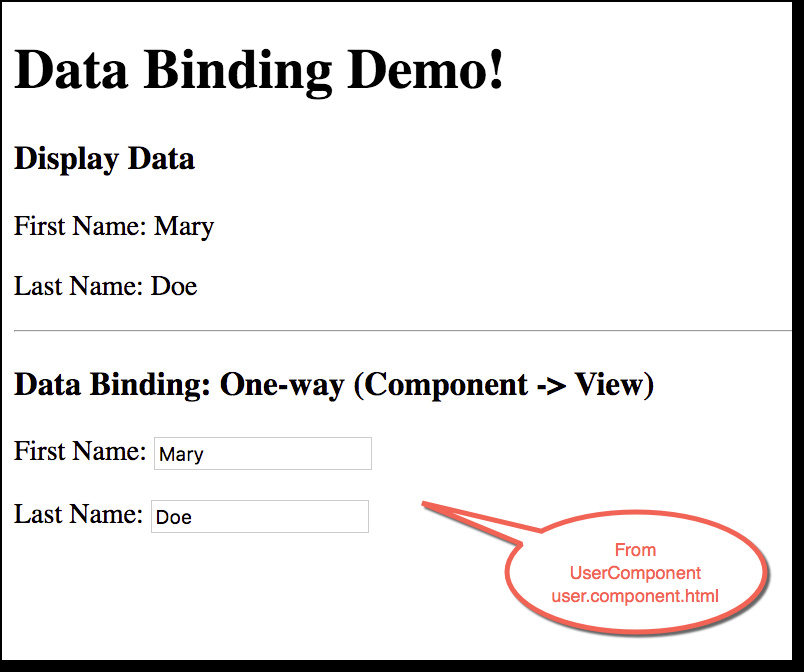 Data Binding Demo!
Display Data
First Name: Mary
Last Name: Doe
Data Binding: One-way (Component -> View)
First Name: Mary
Last Name: Doe
From
UserComponent
user.component.html